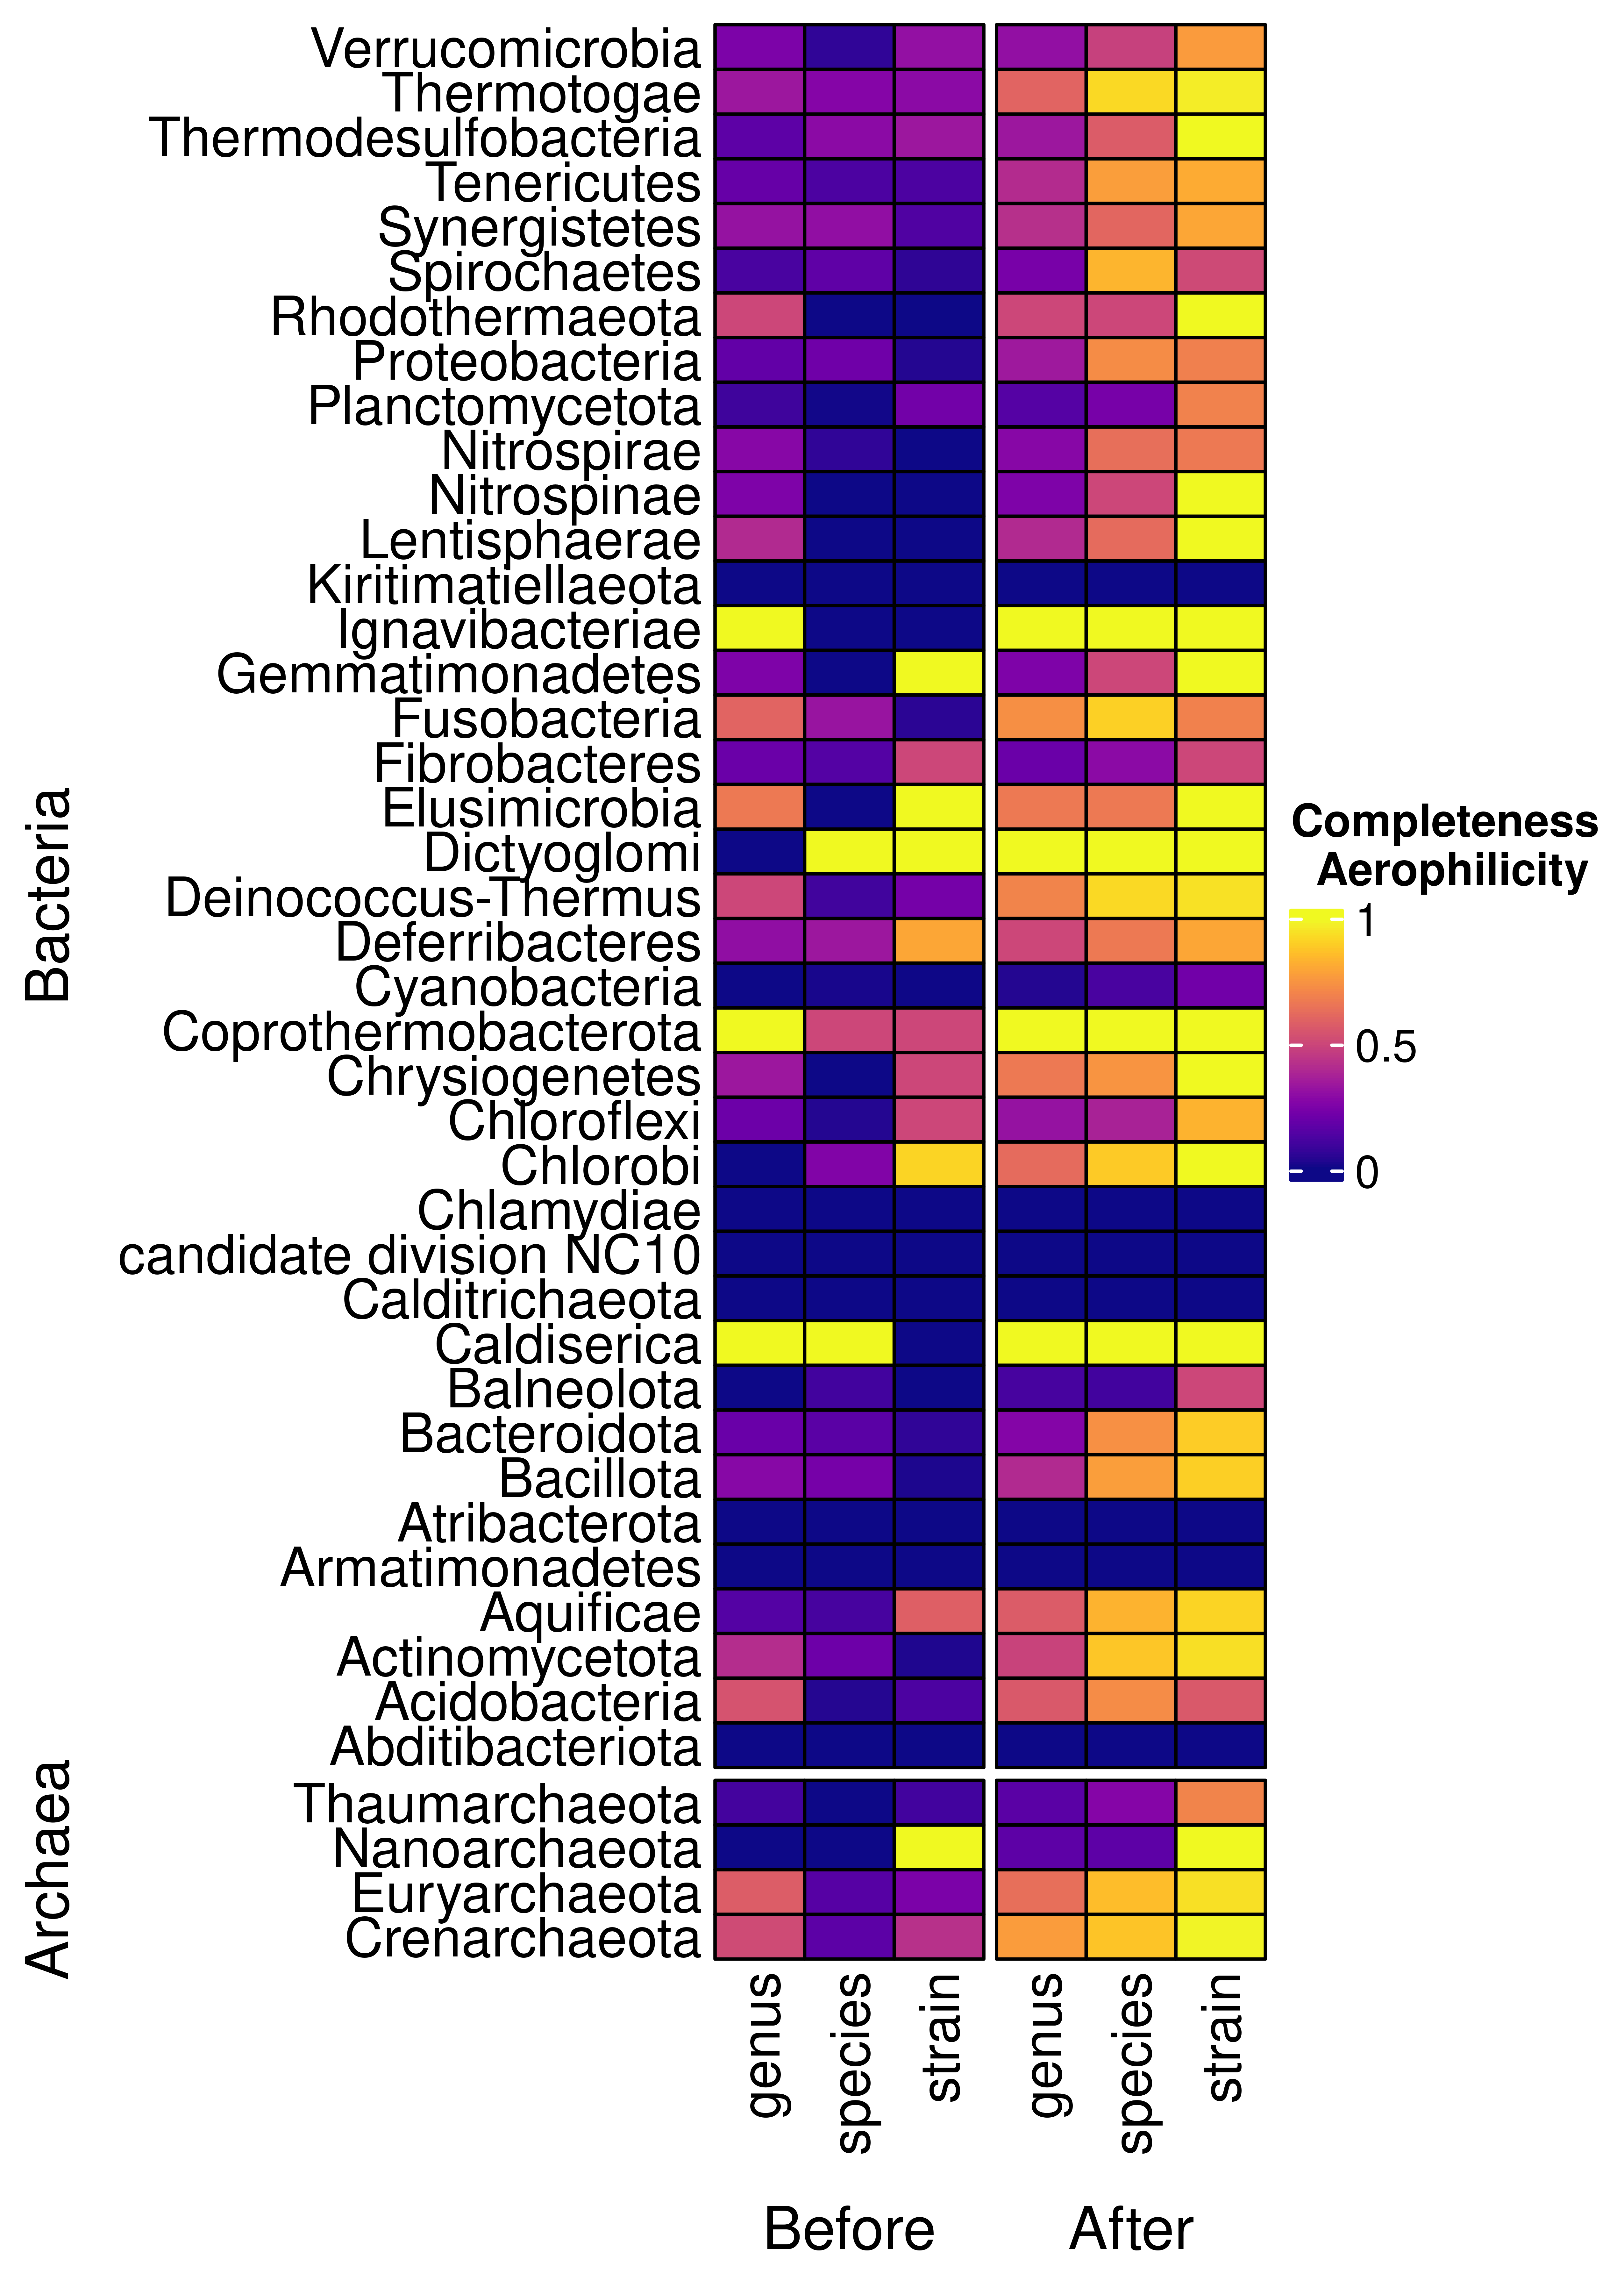 Verrucomicrobia
Thermotogae
Thermodesulfobacteria
Tenericutes
Synergistetes
Spirochaetes
Rhodothermaeota
Proteobacteria
Planctomycetota
Nitrospirae
Nitrospinae
Lentisphaerae
Kiritimatiellaeota
Ignavibacteriae
Gemmatimonadetes
Fusobacteria
Fibrobacteres
Elusimicrobia
Dictyoglomi
Deinococcus-Thermus
Deferribacteres
Cyanobacteria
Coprothermobacterota
Chrysiogenetes
Chloroflexi
Chlorobi
Chlamydiae
candidate division NC10
Calditrichaeota
Caldiserica
Balneolota
Bacteroidota
Bacillota
Atribacterota
Armatimonadetes
Aquificae
Actinomycetota
Acidobacteria
Abditibacteriota
Thaumarchaeota
Nanoarchaeota
Euryarchaeota
Crenarchaeota
Bacteria
Archaea
genus
species
strain
genus
species
strain
Before
After
Completeness
Aerophilicity
1
0.5
0